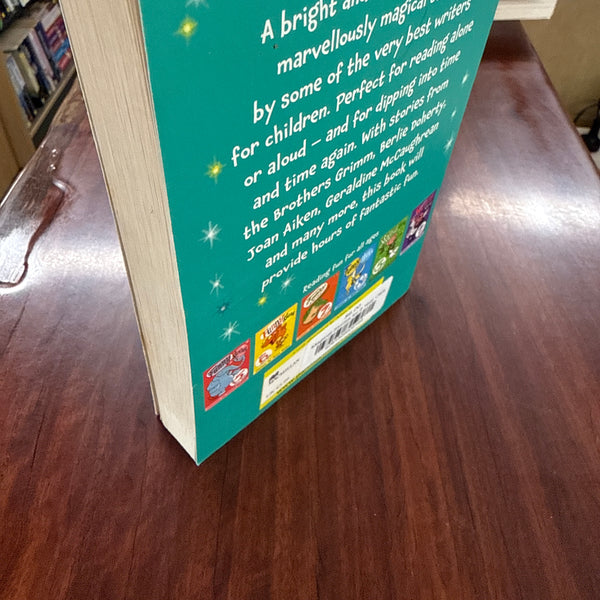 A bright and
marvellously magical
by some of the very best writers
for children. Perfect for reading alone
or aloud – and for dipping into time
and time again. With stories from
the Brothers Grimm, Berlie Doherty,
Joan Aiken, Geraldine McCaughrean
and many more, this book will
provide hours of fantastic fun.
Reading fun for all ages